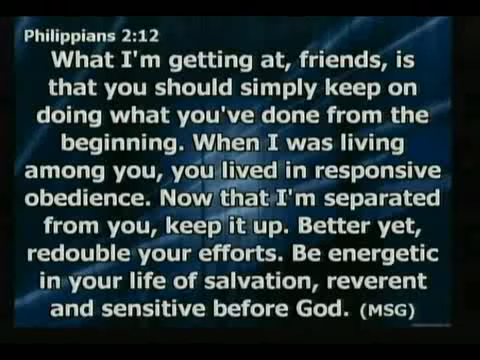 Philippians 2:12
What I'm getting at, friends, is
that you should simply keep on
doing what you've done from the
beginning. When I was living
among you, you lived in responsive
obedience. Now that I'm separated
from you, keep it up. Better yet,
redouble your efforts. Be energetic
in your life of salvation, reverent
and sensitive before God. (MSG)